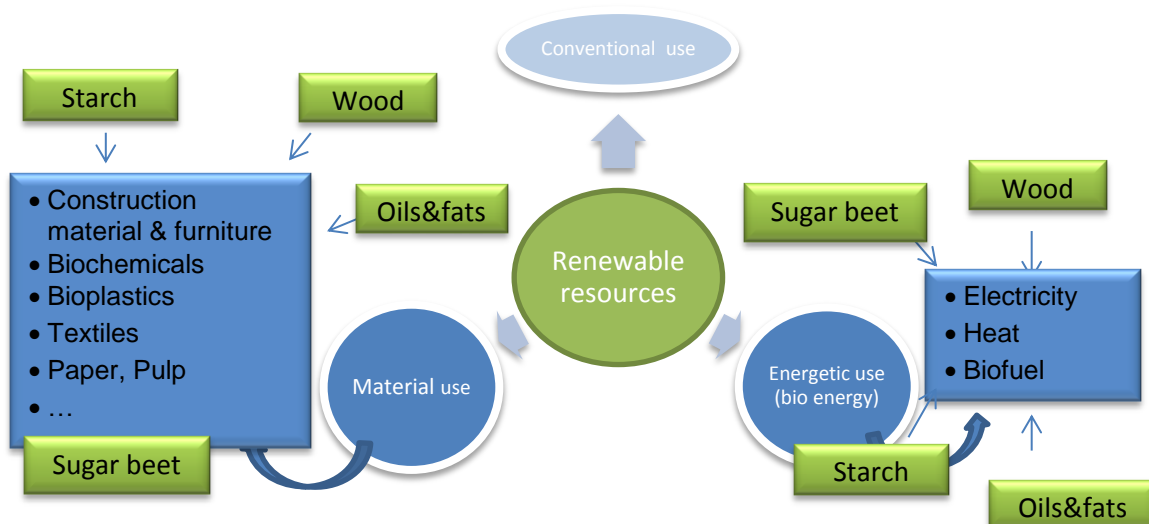 Conventional use
Starch
Wood
• Construction
material & furniture
• Biochemicals
• Bioplastics
• Textiles
• Paper, Pulp
• …
Oils&fats
Sugar beet
Material use
Renewable
resources
Energetic use
(bio energy)
Sugar beet
Wood
• Electricity
• Heat
• Biofuel
Starch
Oils&fats